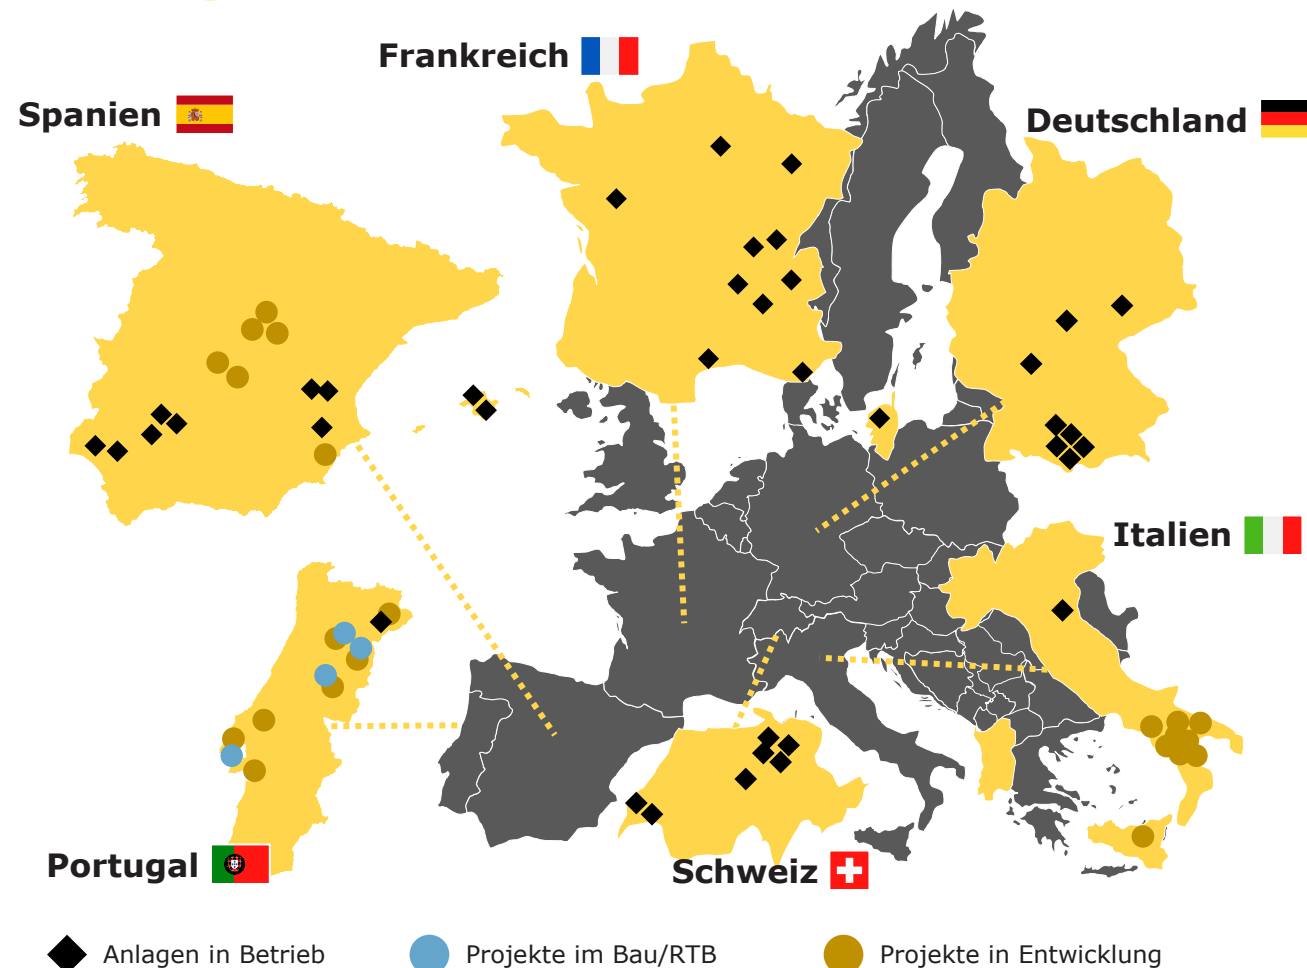 Frankreich
Spanien
Deutschland
Italien
Portugal
Schweiz
Anlagen in Betrieb
Projekte im Bau/RTB
Projekte in Entwicklung